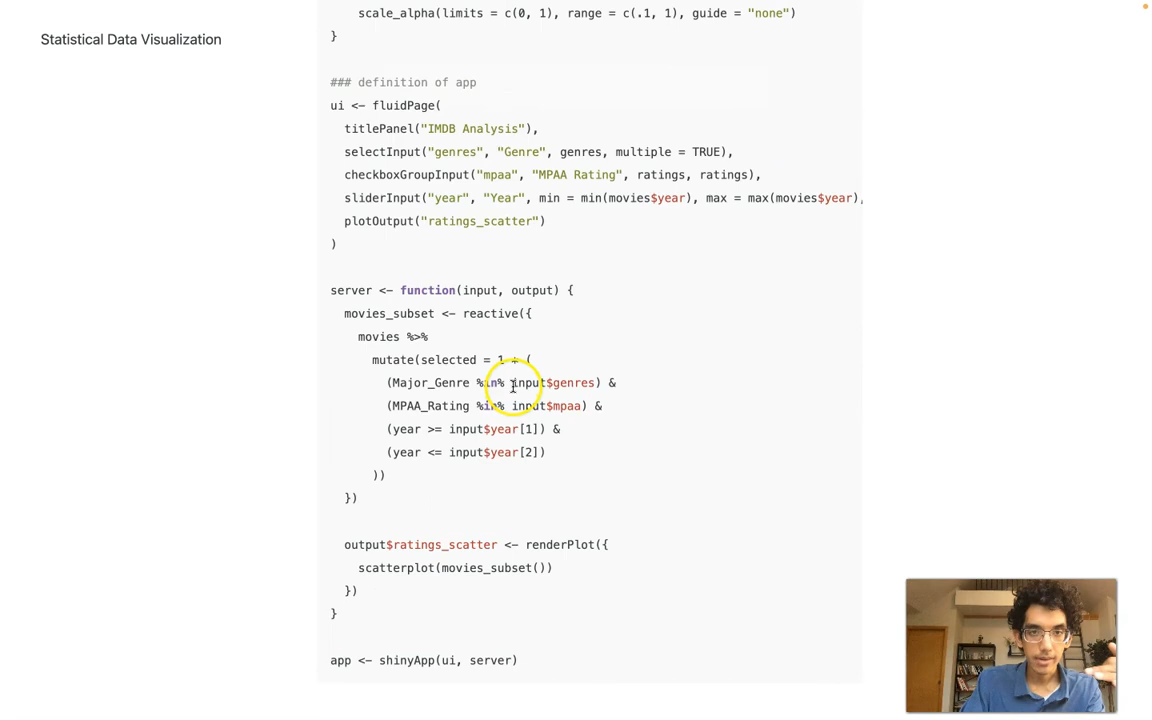 scale_alpha(limits = c(0, 1), range = c(.1, 1), guide = "none")
Statistical Data Visualization
}
### definition of app
ui <- fluidPage(
titlePanel("IMDB Analysis"),
selectInput("genres", "Genre", genres, multiple = TRUE),
checkboxGroupInput("mpaa", "MPAA Rating", ratings, ratings),
sliderInput("year", "Year", min = min(movies$year), max = max(movies$year),
plotOutput("ratings_scatter")
)
server <- function(input, output) {
movies_subset <- reactive({
movies %>%
mutate(selected = 1 * (
(Major_Genre %in% input$genres) &
(MPAA_Rating %in% input$mpaa) &
(year >= input$year[1]) &
(year <= input$year[2])
))
})
output$ratings_scatter <- renderPlot({
scatterplot(movies_subset())
})
}
app <- shinyApp(ui, server)